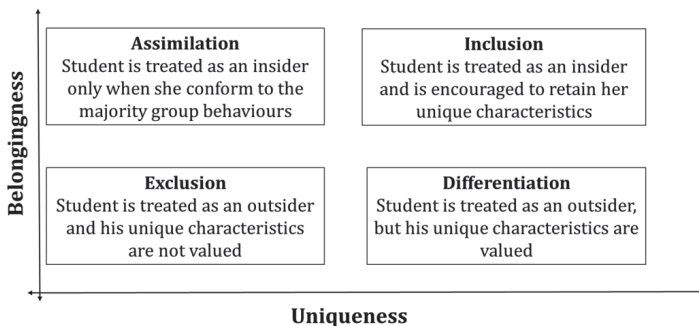 Belongingness
Assimilation
Student is treated as an insider
only when she conform to the
majority group behaviours
Inclusion
Student is treated as an insider
and is encouraged to retain her
unique characteristics
Exclusion
Student is treated as an outsider
and his unique characteristics
are not valued
Differentiation
Student is treated as an outsider,
but his unique characteristics are
valued
Uniqueness